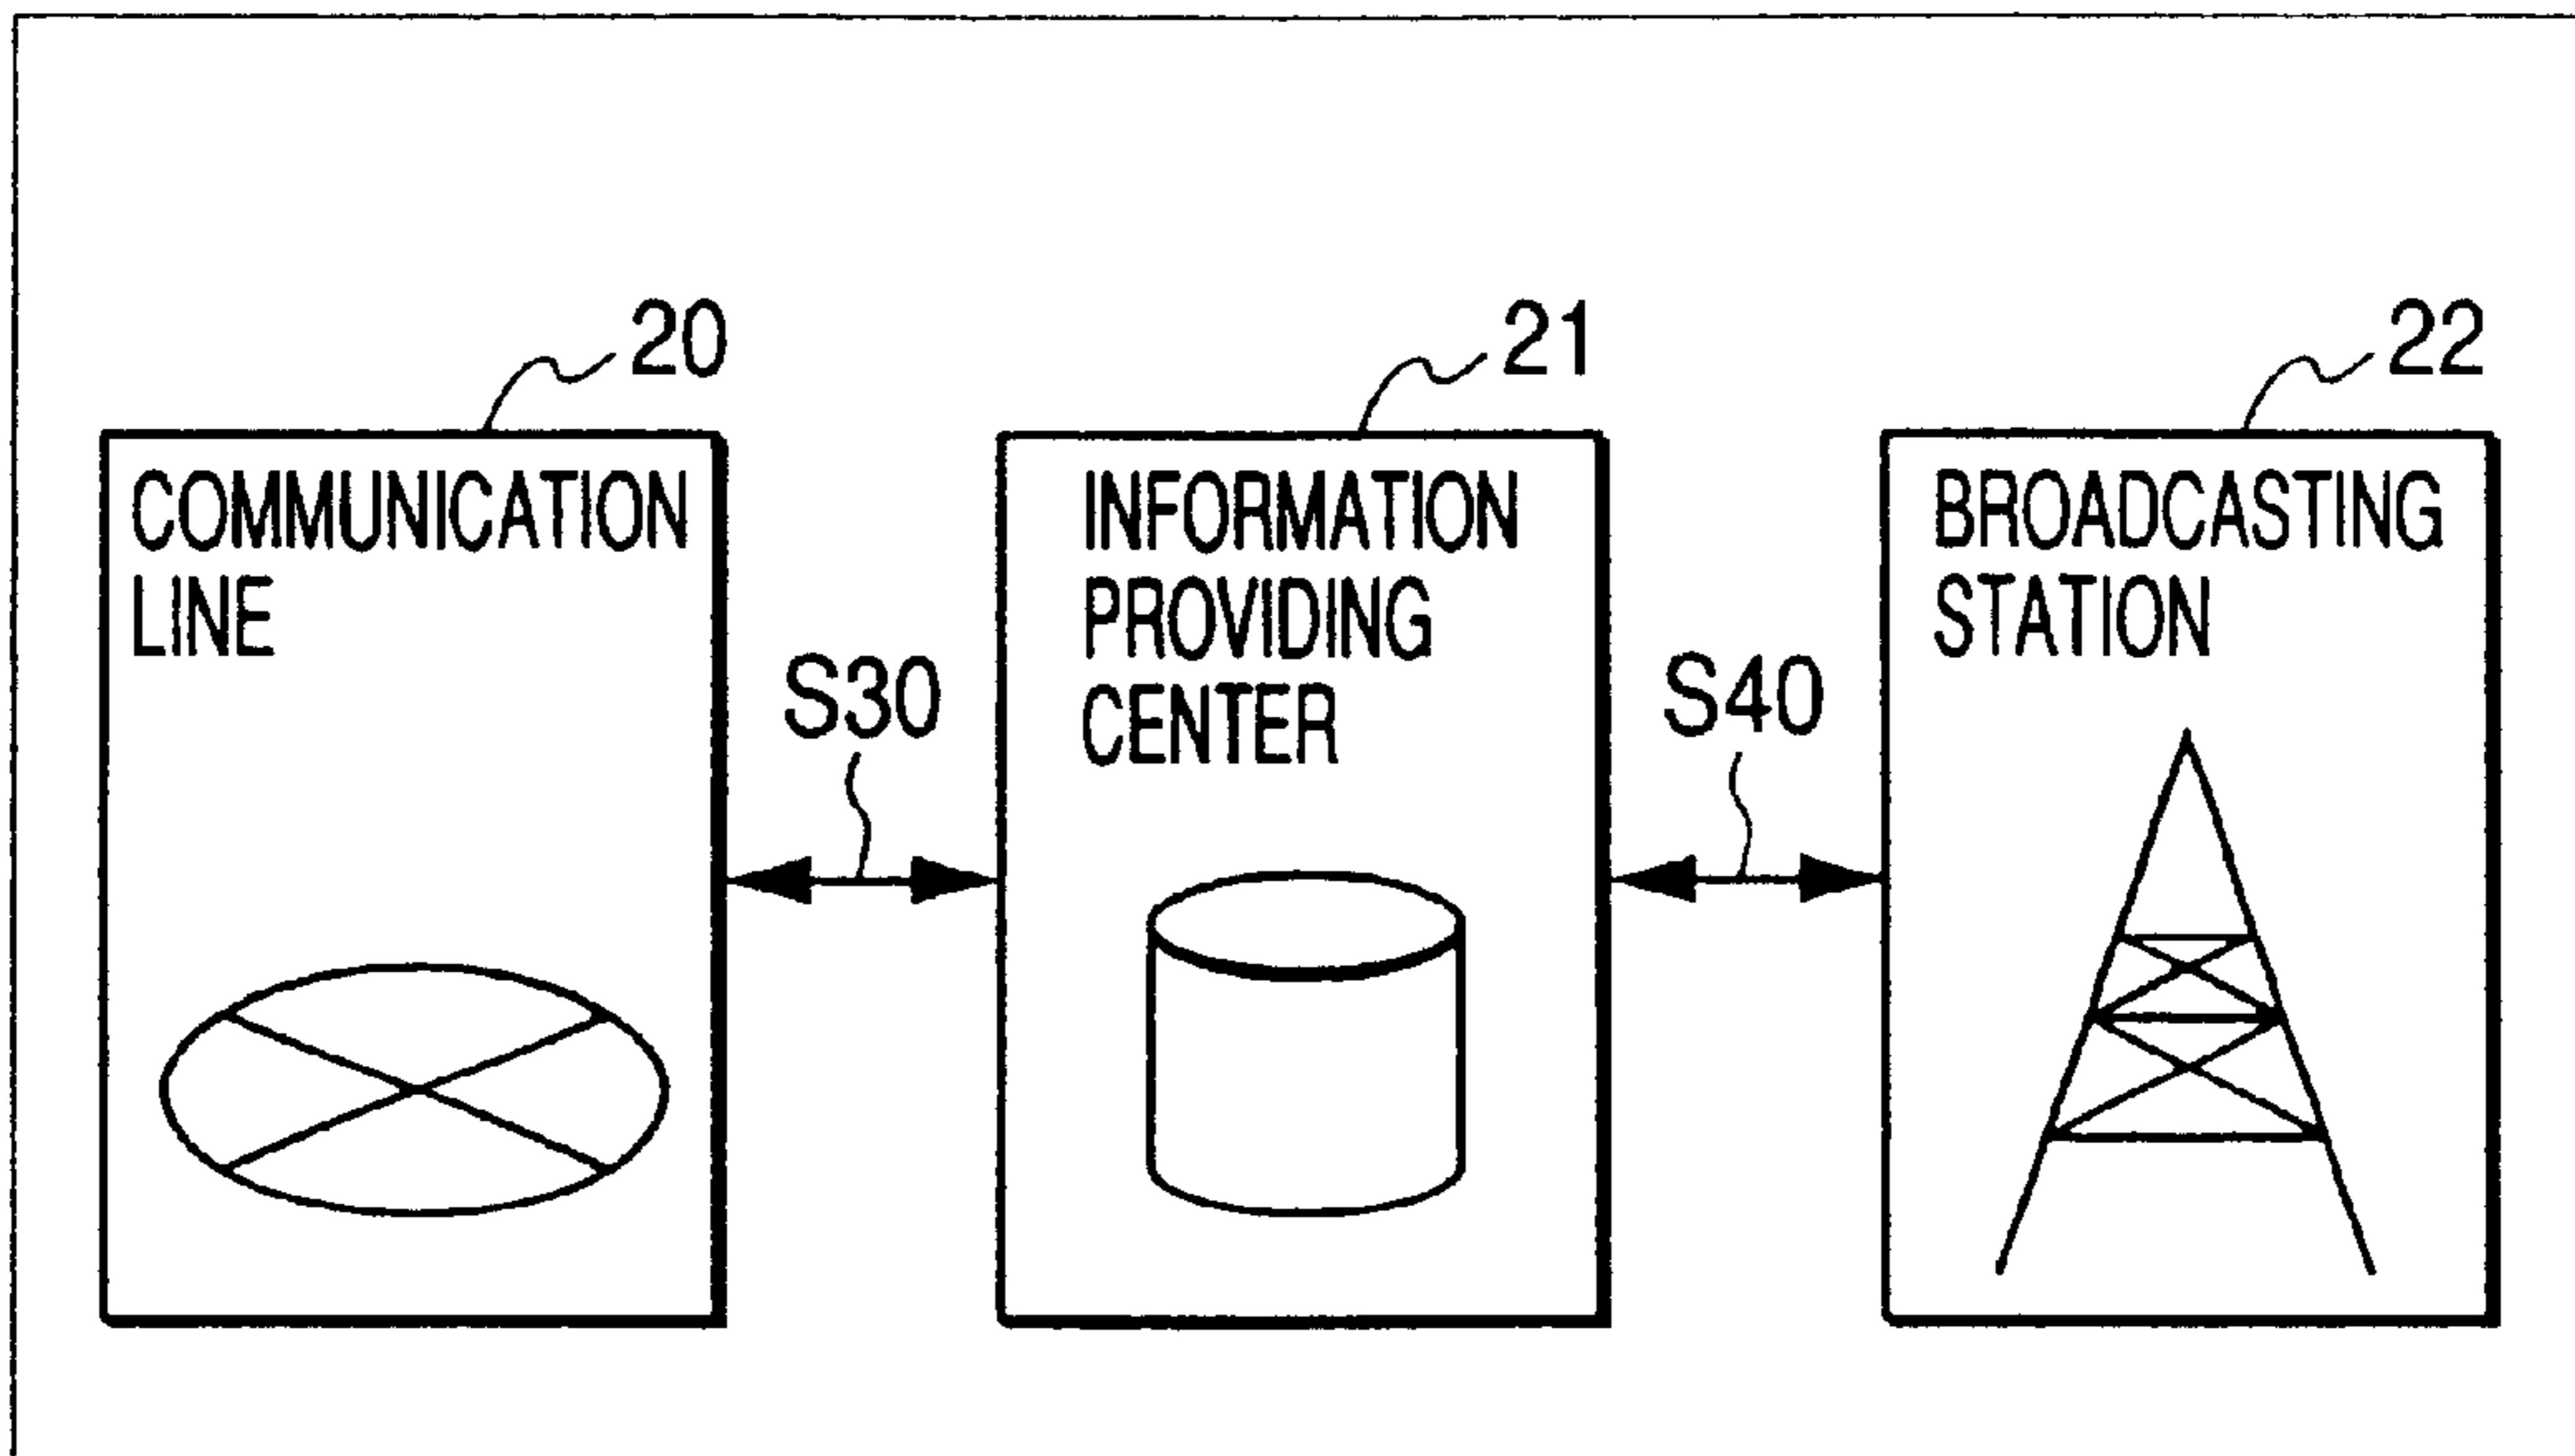 20
21
22
COMMUNICATION
LINE
INFORMATION
PROVIDING
CENTER
BROADCASTING
STATION
S30
S40